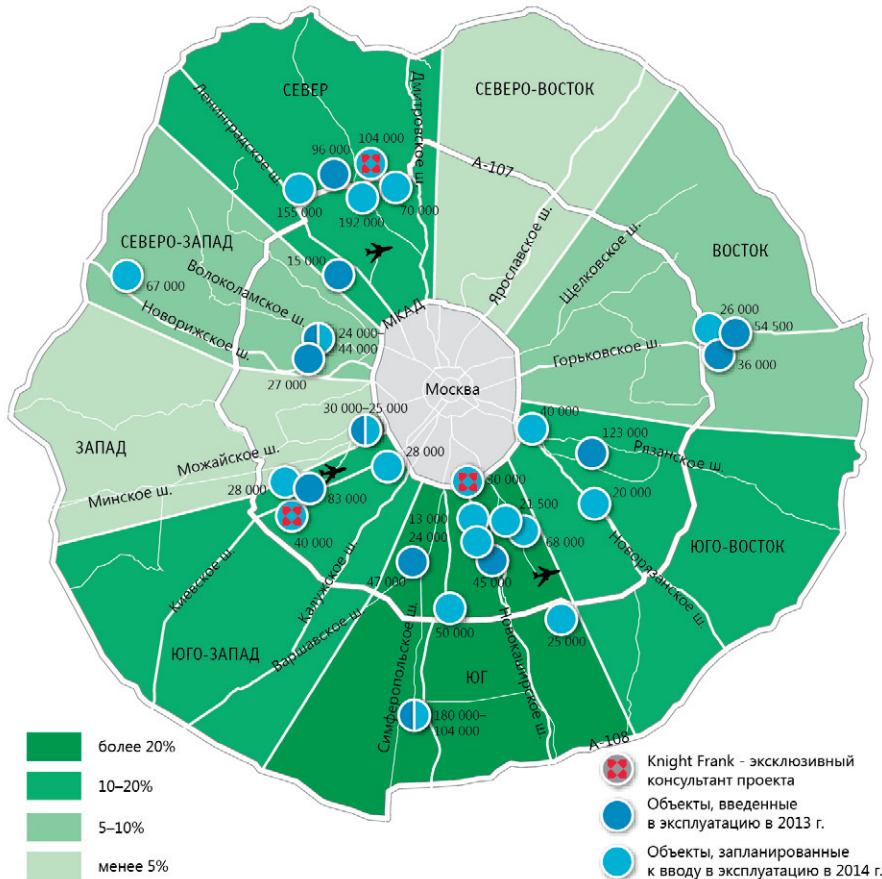 СЕВЕР
СЕВЕРО-ВОСТОК
Ленинградское ш.
Дмитровское ш.
104 000
96 000
А-107
155 000
192 000
70 000
Ярославское ш.
Щелковское ш.
СЕВЕРО-ЗАПАД
ВОСТОК
15 000
67 000
Волоколамское ш.
Новорижское ш.
МКАД
24 000–
44 000
27 000
26 000
54 500
36 000
Горьковское ш.
Москва
30 000–25 000
40 000
123 000
ЗАПАД
Можайское ш.
Минское ш.
28 000
28 000
83 000
40 000
30 000
Рязанское ш.
20 000
13 000
24 000
21 500
68 000
45 000
47 000
Киевское ш.
Калужское ш.
Варшавское ш.
Новорязанское ш.
ЮГО-ВОСТОК
ЮГО-ЗАПАД
50 000
25 000
Симферопольское ш.
Новокаширское ш.
ЮГ
180 000–
104 000
А-108
более 20%
10–20%
5–10%
менее 5%
Knight Frank - эксклюзивный
консультант проекта
Объекты, введенные
в эксплуатацию в 2013 г.
Объекты, запланированные
к вводу в эксплуатацию в 2014 г.